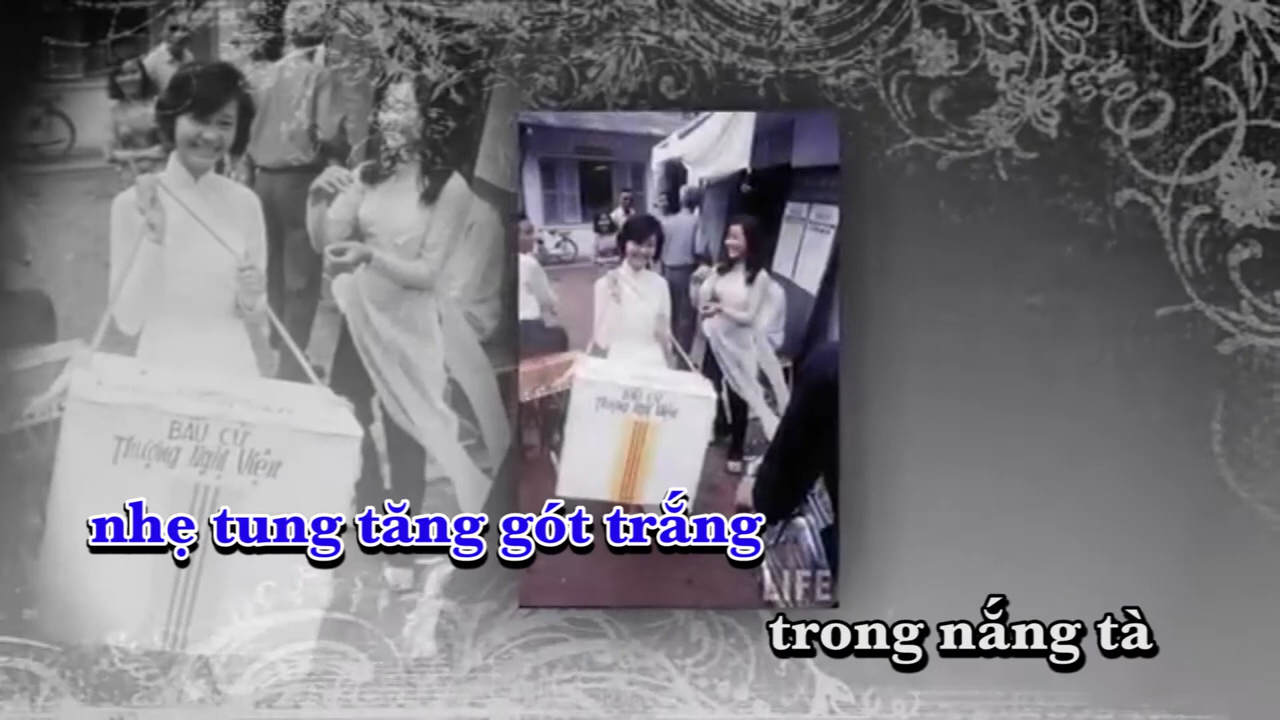 BẦU CỬ
Thượng Nghị Viện
BẦU CỬ
Thượng Nghị Viện
LIFE
nhẹ tung tăng gót trắng
trong nắng tà